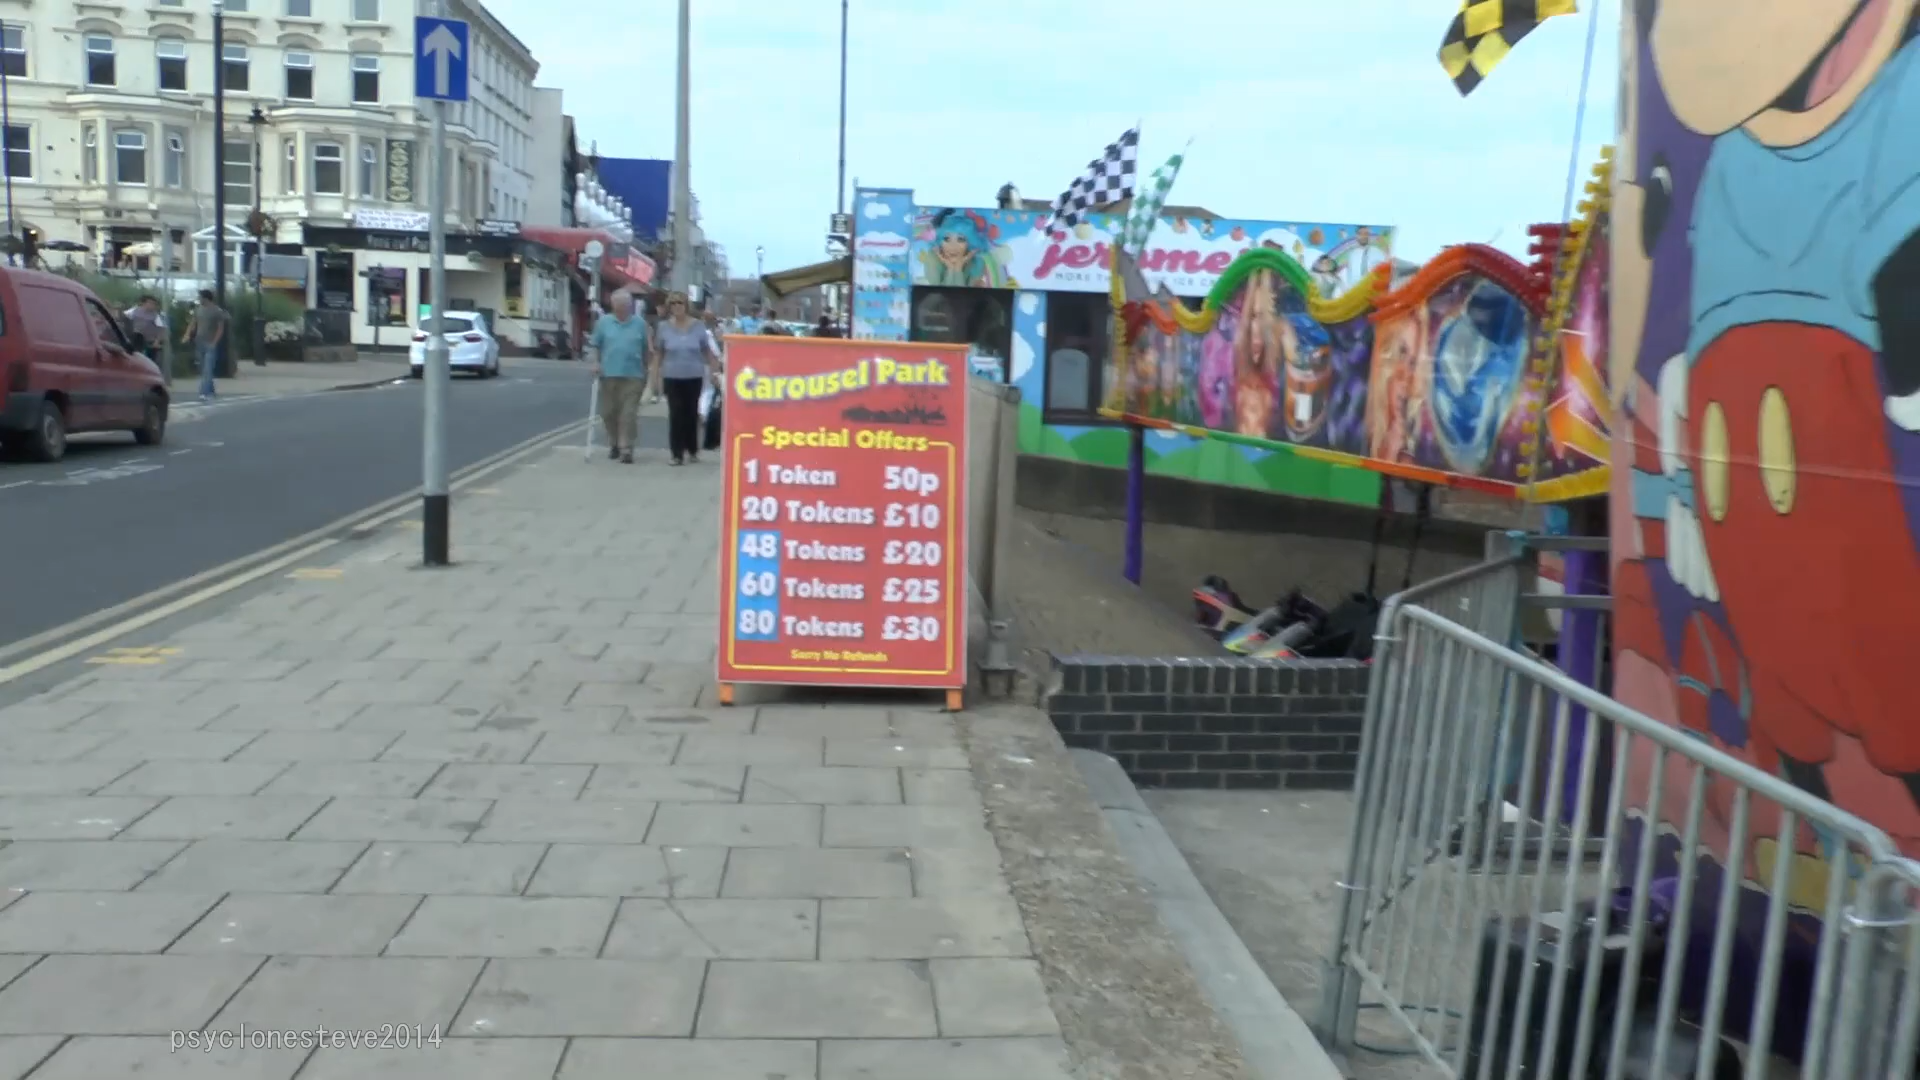 jerome
Carousel Park
Special Offers
1 Token 50p
20 Tokens £10
48 Tokens £20
60 Tokens £25
80 Tokens £30
Sorry No Refunds
psyclonesteve2014